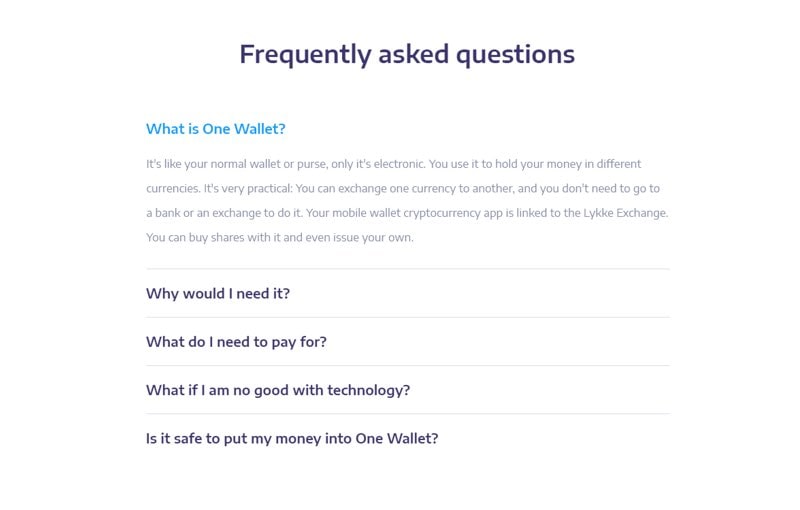 Frequently asked questions
What is One Wallet?
It's like your normal wallet or purse, only it's electronic. You use it to hold your money in different
currencies. It's very practical: You can exchange one currency to another, and you don't need to go to
a bank or an exchange to do it. Your mobile wallet cryptocurrency app is linked to the Lykke Exchange.
You can buy shares with it and even issue your own.
Why would I need it?
What do I need to pay for?
What if I am no good with technology?
Is it safe to put my money into One Wallet?